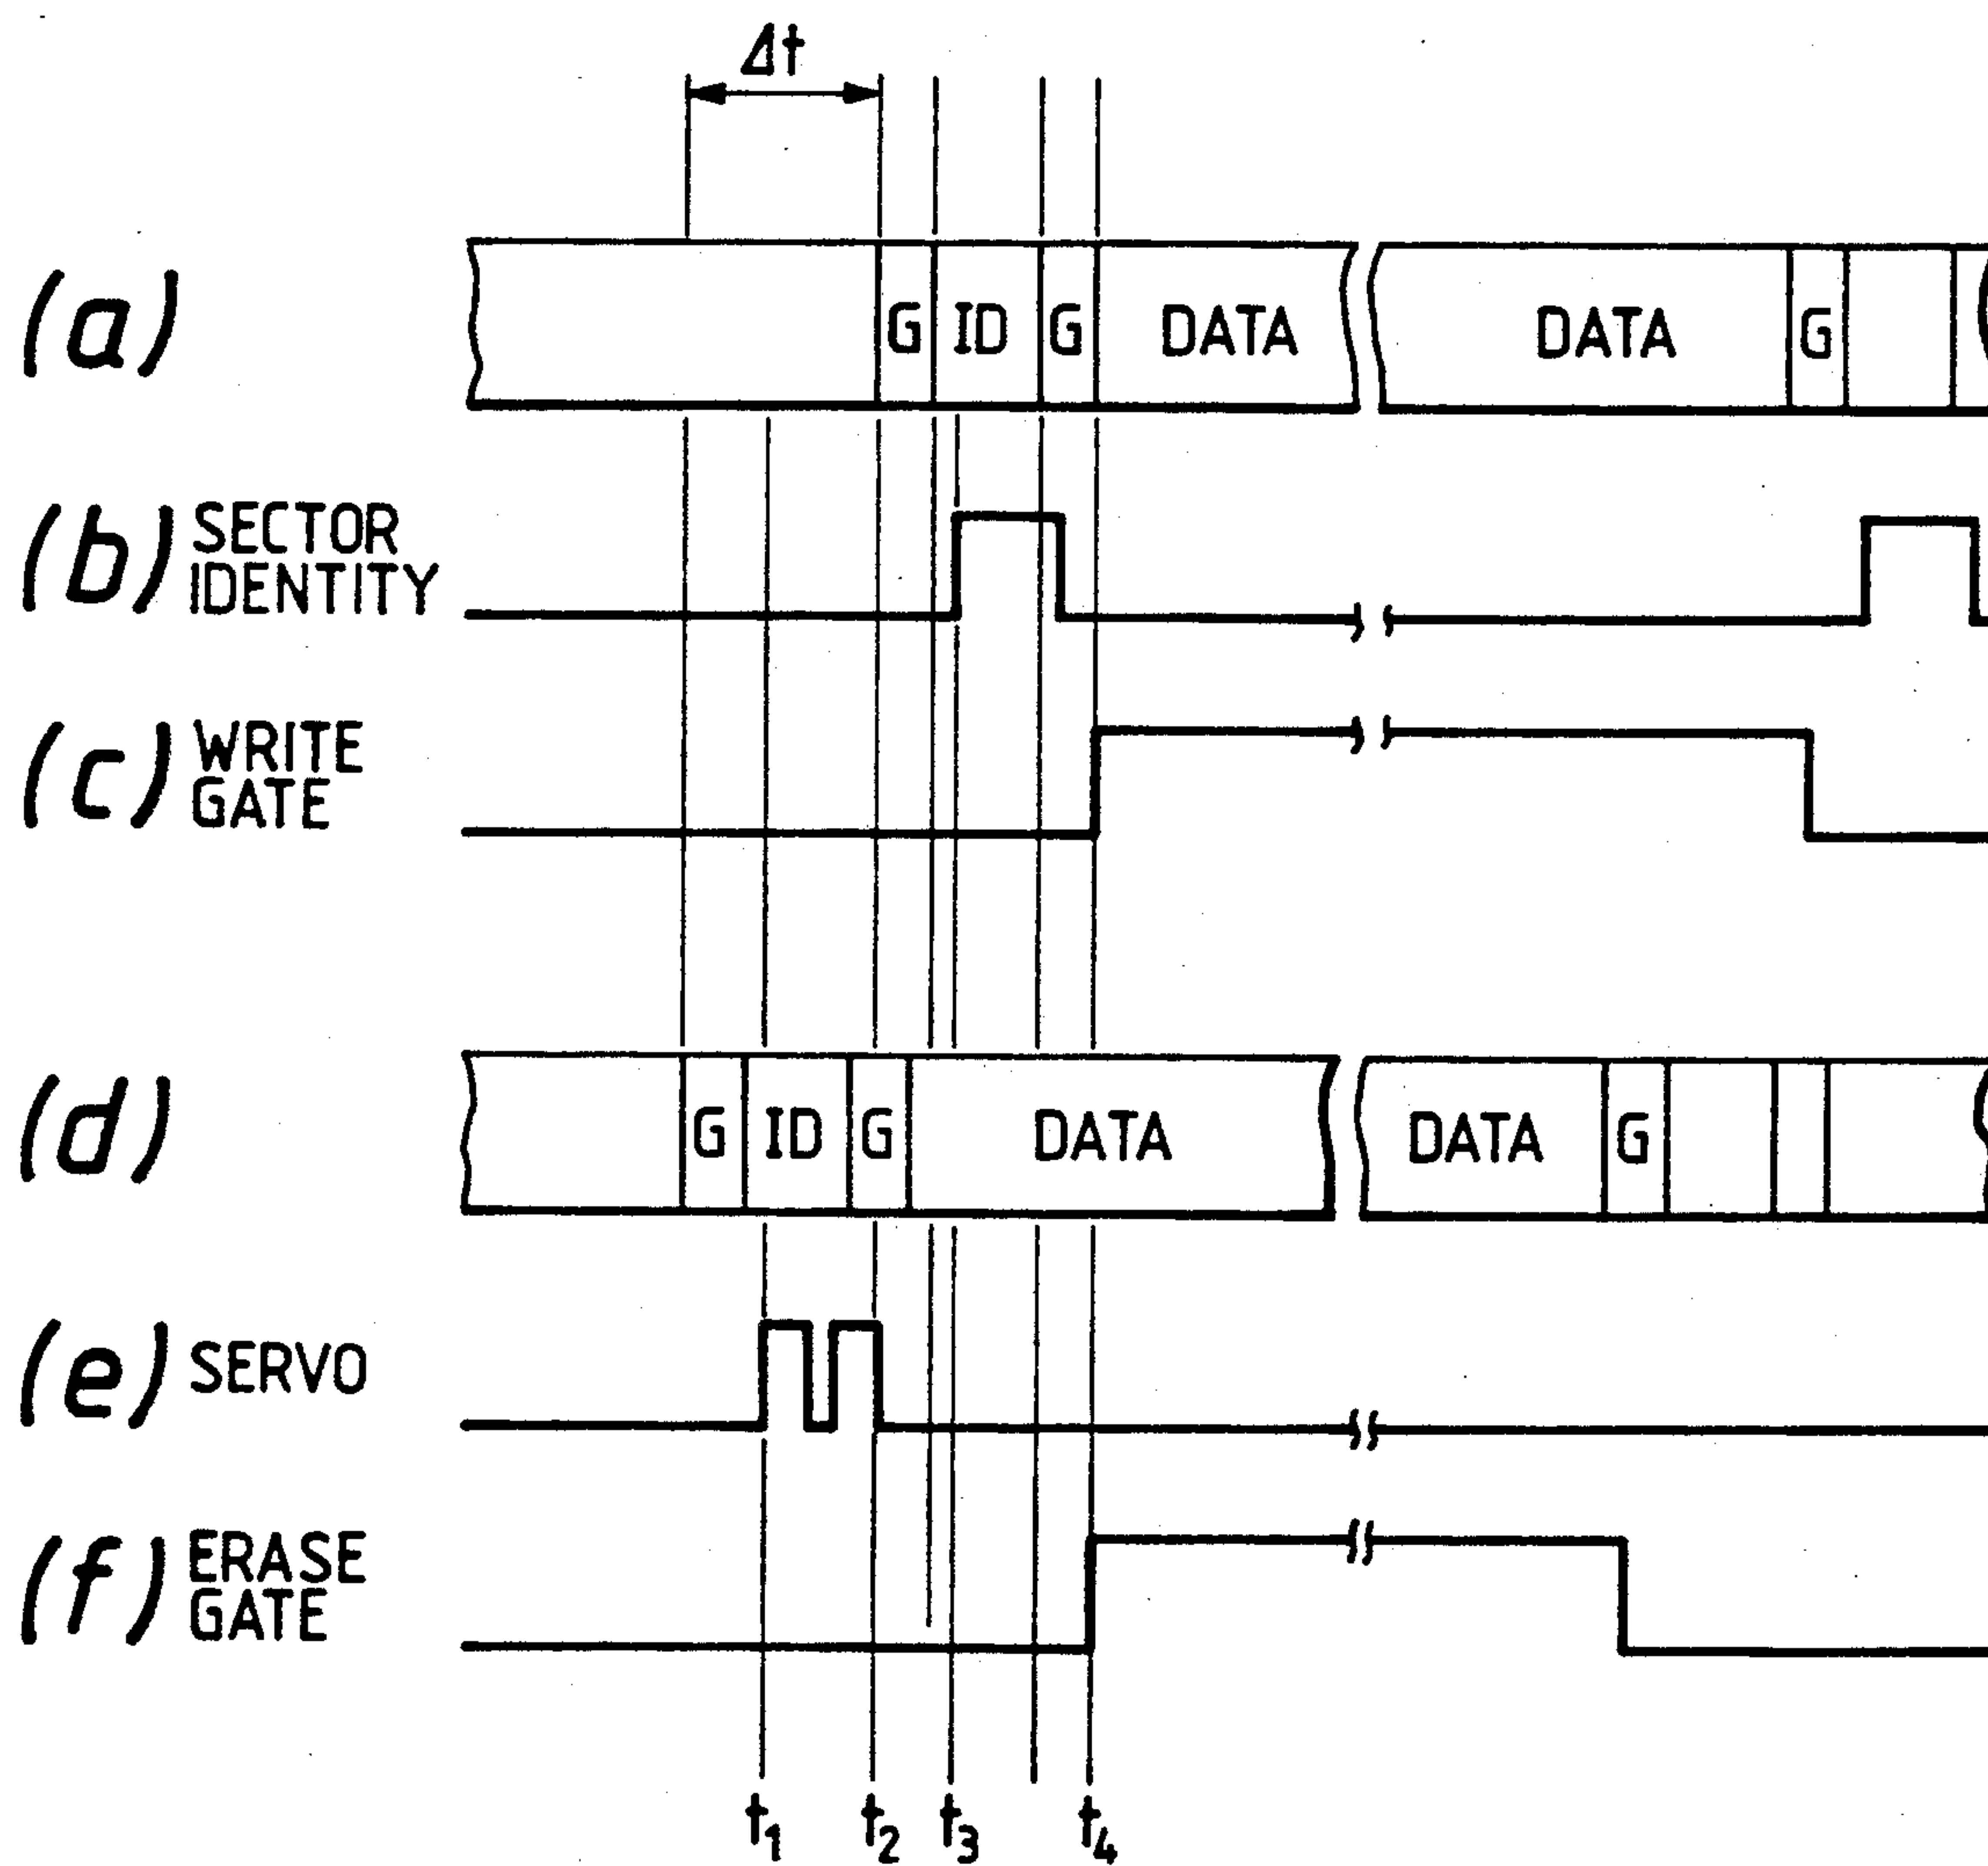 Δt
(a) G ID G DATA DATA G
(b) SECTOR
IDENTITY
(c) WRITE
GATE
(d) G ID G DATA DATA G
(e) SERVO
(f) ERASE
GATE
t1 t2 t3 t4